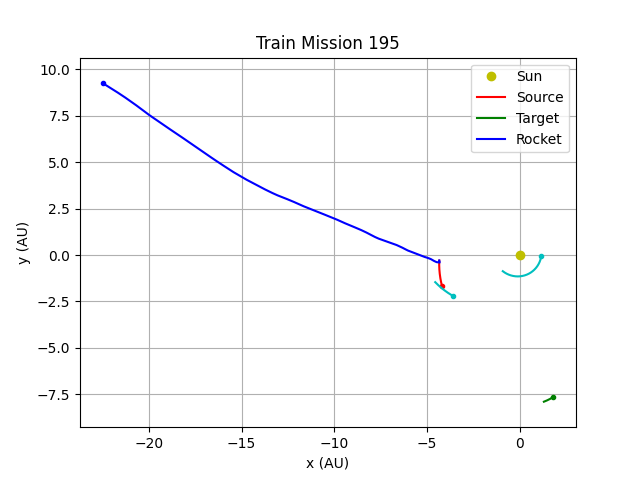 Train Mission 195
10.0
7.5
5.0
2.5
0.0
−2.5
−5.0
−7.5
y (AU)
Sun
Source
Target
Rocket
−20
−15
−10
−5
0
x (AU)